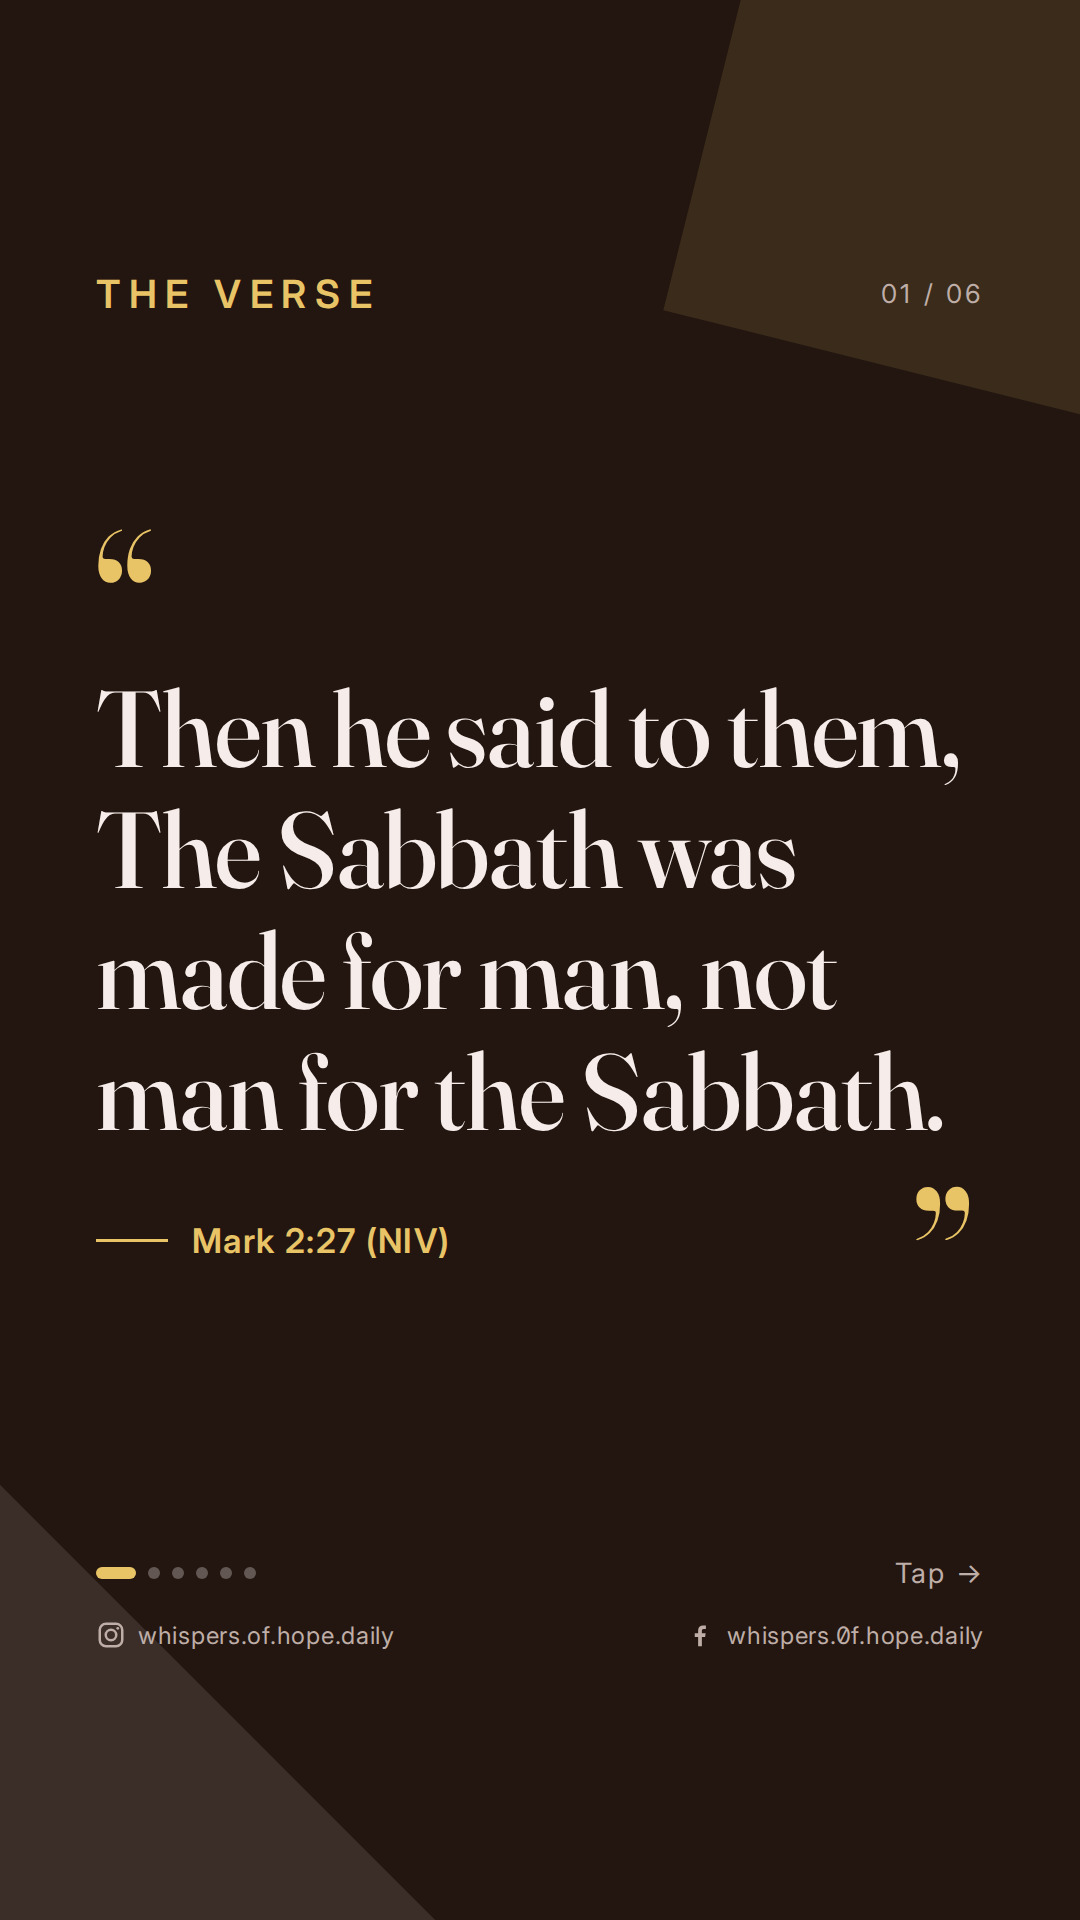 THE VERSE
01 / 06
“
Then he said to them,
The Sabbath was
made for man, not
man for the Sabbath.
”
Mark 2:27 (NIV)
Tap →
whispers.of.hope.daily
whispers.0f.hope.daily